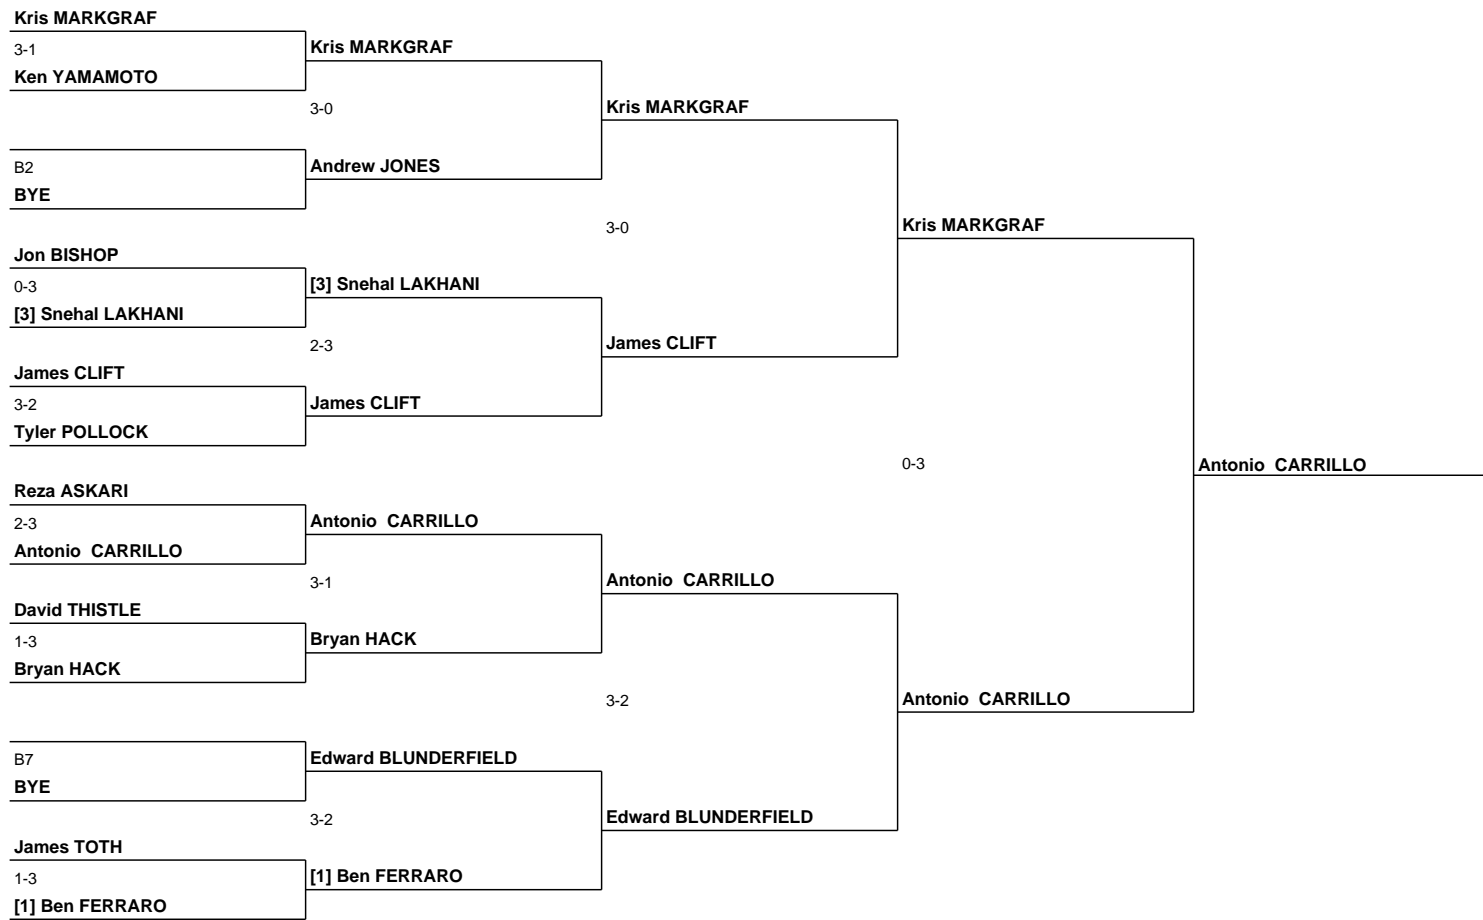 Kris MARKGRAF
3-1
Ken YAMAMOTO
B2
BYE
Jon BISHOP
0-3
[3] Snehal LAKHANI
James CLIFT
3-2
Tyler POLLOCK
Reza ASKARI
2-3
Antonio  CARRILLO
David THISTLE
1-3
Bryan HACK
B7
BYE
James TOTH
1-3
[1] Ben FERRARO
Kris MARKGRAF
3-0
Andrew JONES
[3] Snehal LAKHANI
2-3
James CLIFT
Antonio  CARRILLO
3-1
Bryan HACK
Edward BLUNDERFIELD
3-2
[1] Ben FERRARO
Kris MARKGRAF
3-0
James CLIFT
Antonio  CARRILLO
3-2
Edward BLUNDERFIELD
Kris MARKGRAF
0-3
Antonio  CARRILLO
Antonio  CARRILLO